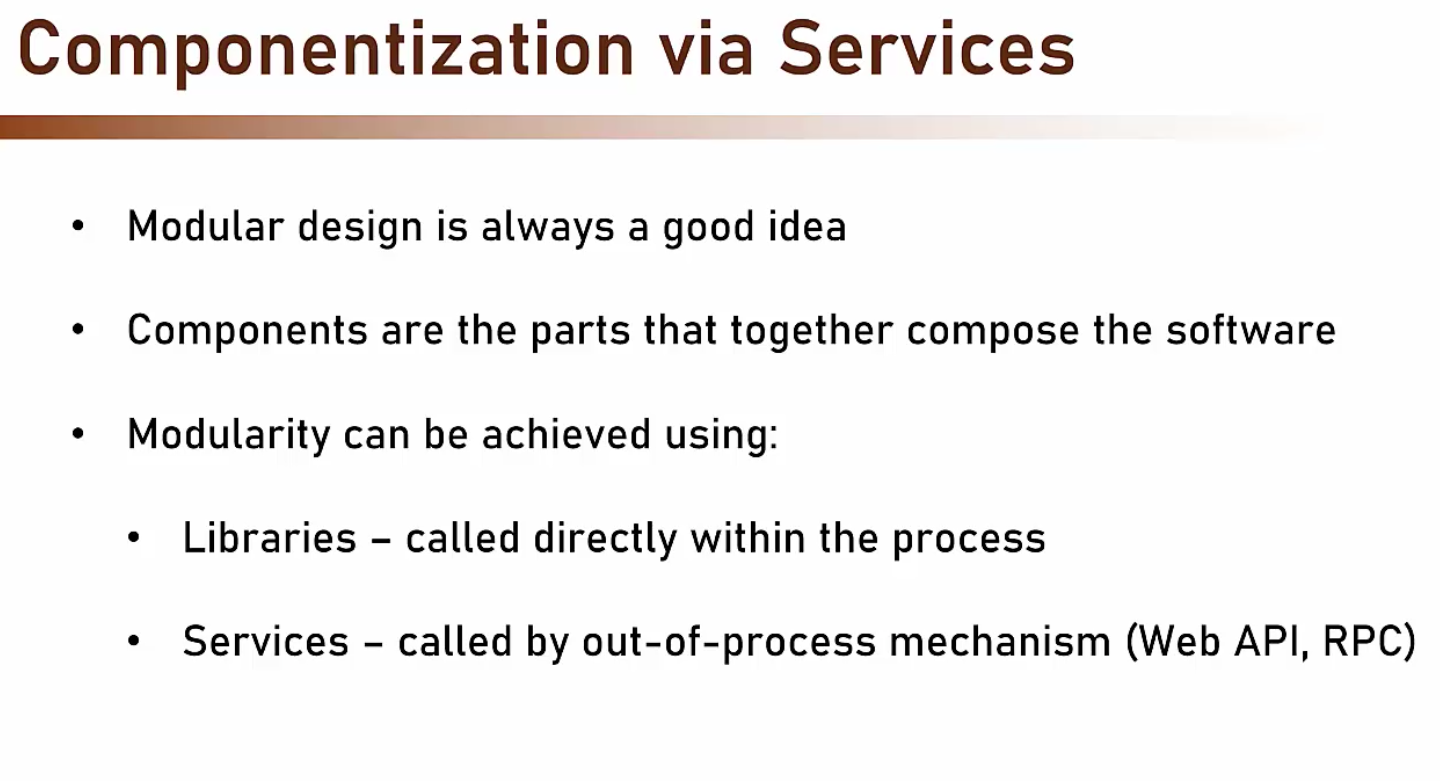 Componentization via Services
• Modular design is always a good idea
• Components are the parts that together compose the software
• Modularity can be achieved using:
• Libraries – called directly within the process
• Services – called by out-of-process mechanism (Web API, RPC)